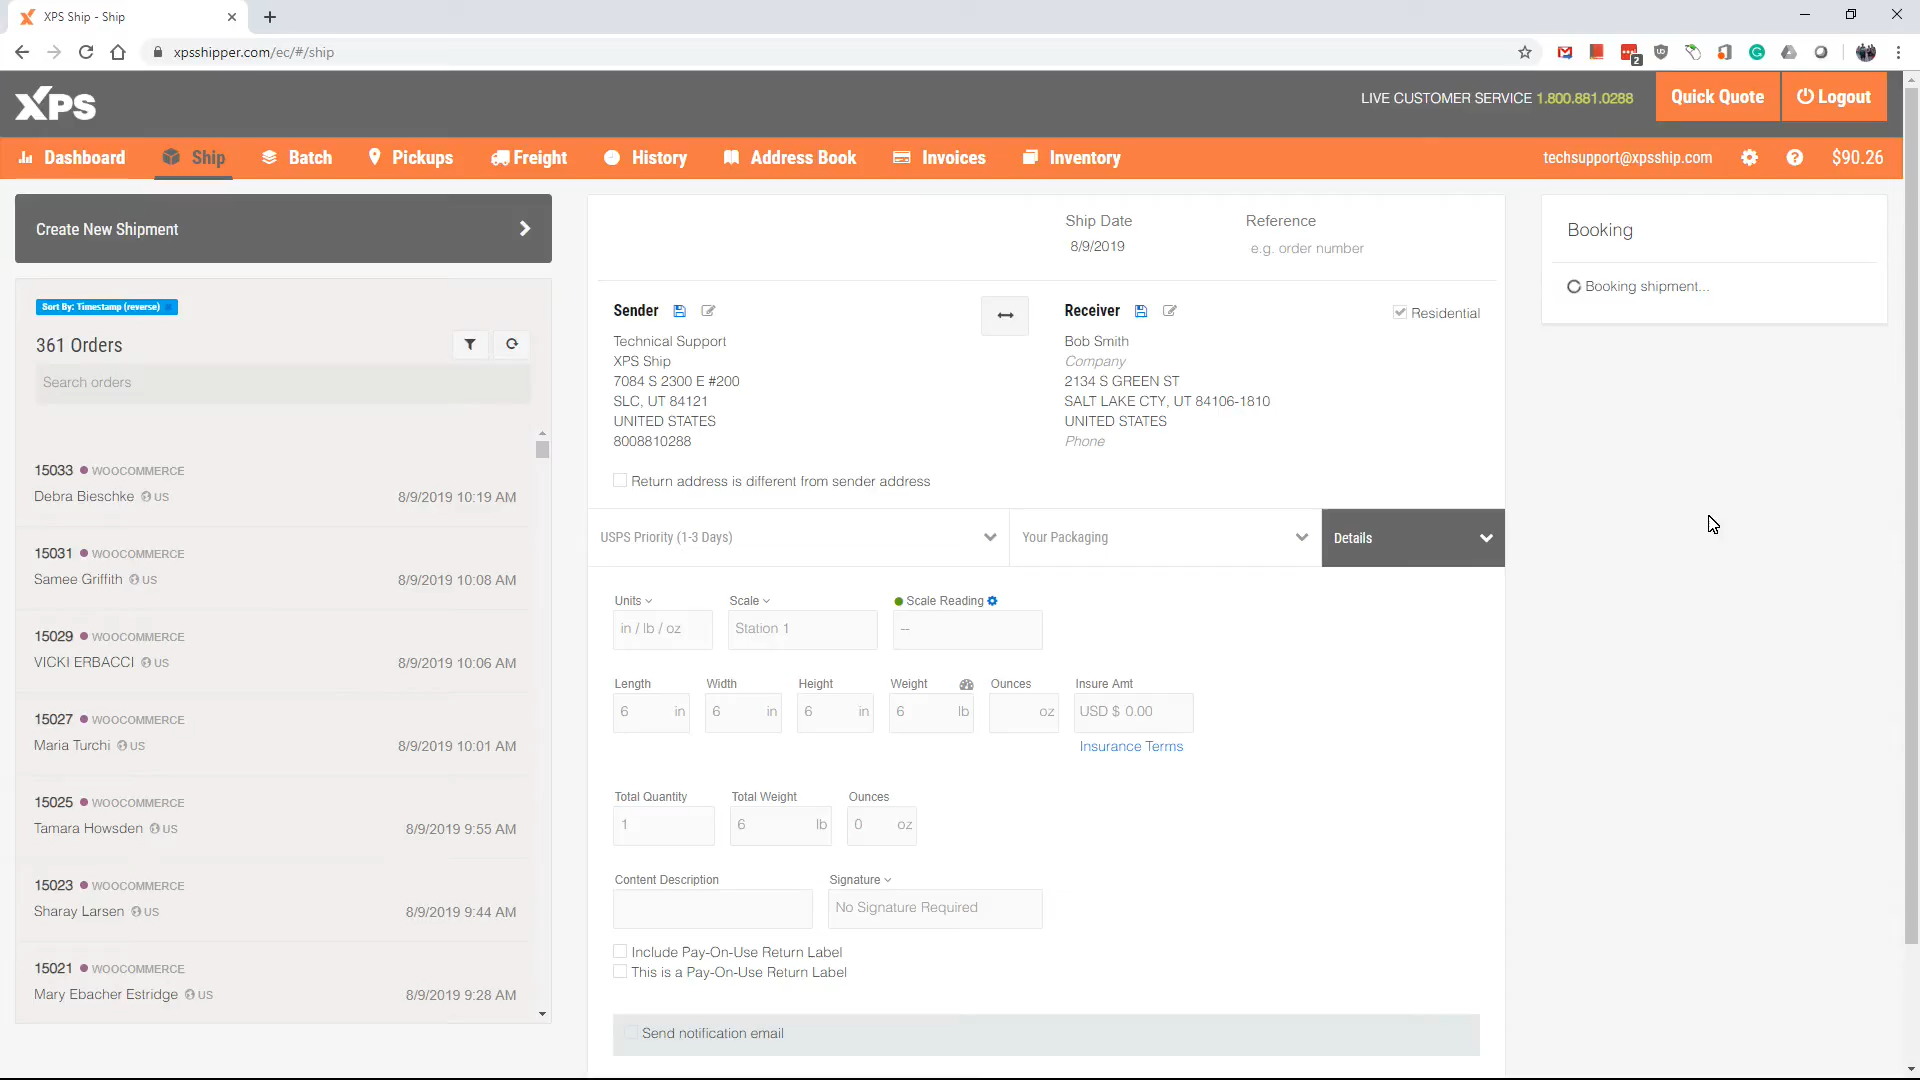 XPS Ship - Ship
xpsshipper.com/ec/#/ship
2
XPS
LIVE CUSTOMER SERVICE 1.800.881.0288
Quick Quote
Logout
Dashboard
Ship
Batch
Pickups
Freight
History
Address Book
Invoices
Inventory
techsupport@xpsship.com
$90.26
Create New Shipment
Sort By: Timestamp (reverse)
361 Orders
Search orders
15033 WOOCOMMERCE
Debra Bieschke US 8/9/2019 10:19 AM
15031 WOOCOMMERCE
Samee Griffith US 8/9/2019 10:08 AM
15029 WOOCOMMERCE
VICKI ERBACCI US 8/9/2019 10:06 AM
15027 WOOCOMMERCE
Maria Turchi US 8/9/2019 10:01 AM
15025 WOOCOMMERCE
Tamara Howsden US 8/9/2019 9:55 AM
15023 WOOCOMMERCE
Sharay Larsen US 8/9/2019 9:44 AM
15021 WOOCOMMERCE
Mary Ebacher Estridge US 8/9/2019 9:28 AM
Ship Date Reference
8/9/2019 e.g. order number
Sender
Technical Support
XPS Ship
7084 S 2300 E #200
SLC, UT 84121
UNITED STATES
8008810288
Receiver
Residential
Bob Smith
Company
2134 S GREEN ST
SALT LAKE CTY, UT 84106-1810
UNITED STATES
Phone
Return address is different from sender address
USPS Priority (1-3 Days) Your Packaging Details
Units Scale Scale Reading
in / lb / oz Station 1 --
Length Width Height Weight Ounces Insure Amt
6 in 6 in 6 in 6 lb oz USD $ 0.00
Insurance Terms
Total Quantity Total Weight Ounces
1 6 lb 0 oz
Content Description Signature
No Signature Required
Include Pay-On-Use Return Label
This is a Pay-On-Use Return Label
Send notification email
Booking
Booking shipment...